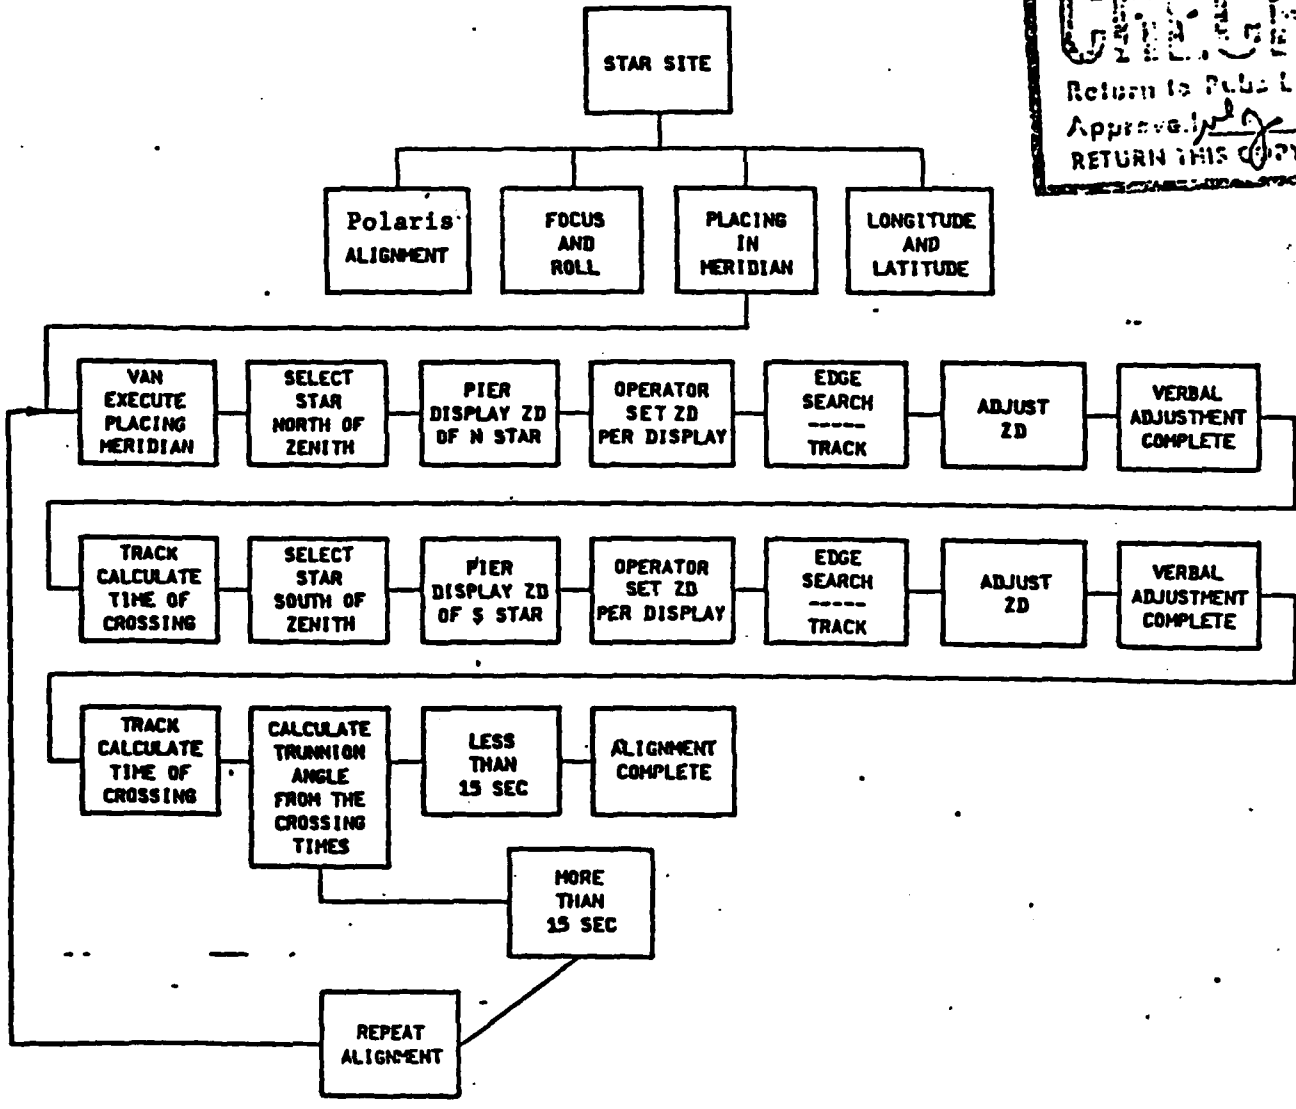 STAR SITE
Return to
RETURN THIS COPY
Polaris
ALIGNMENT
FOCUS
AND
ROLL
PLACING
IN
MERIDIAN
LONGITUDE
AND
LATITUDE
VAN
EXECUTE
PLACING
MERIDIAN
SELECT
STAR
NORTH OF
ZENITH
PIER
DISPLAY ZD
OF N STAR
OPERATOR
SET ZD
PER DISPLAY
EDGE
SEARCH
-----
TRACK
ADJUST
ZD
VERBAL
ADJUSTMENT
COMPLETE
TRACK
CALCULATE
TIME OF
CROSSING
SELECT
STAR
SOUTH OF
ZENITH
PIER
DISPLAY ZD
OF S STAR
OPERATOR
SET ZD
PER DISPLAY
EDGE
SEARCH
-----
TRACK
ADJUST
ZD
VERBAL
ADJUSTMENT
COMPLETE
TRACK
CALCULATE
TIME OF
CROSSING
CALCULATE
TRUNNION
ANGLE
FROM THE
CROSSING
TIMES
LESS
THAN
15 SEC
ALIGNMENT
COMPLETE
MORE
THAN
15 SEC
REPEAT
ALIGNMENT